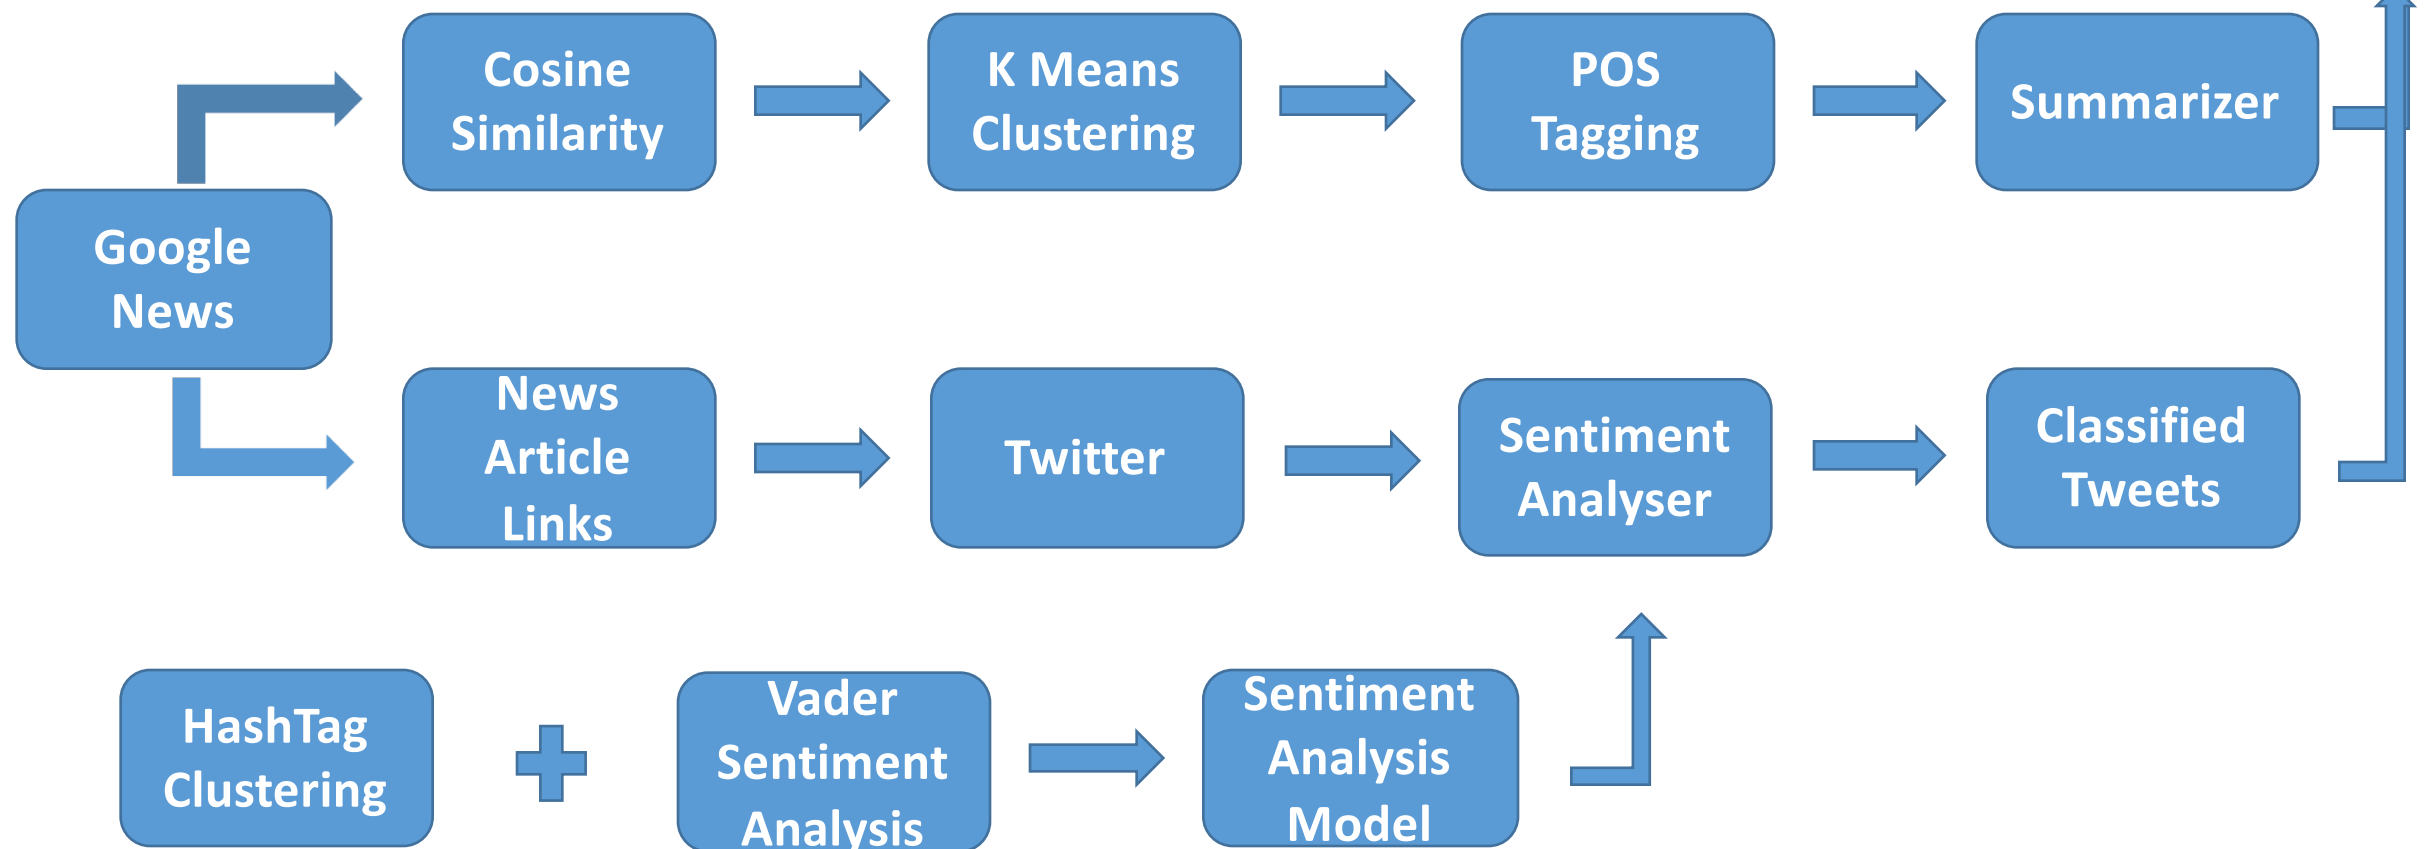 Cosine
Similarity
K Means
Clustering
POS
Tagging
Summarizer
Google
News
News
Article
Links
Twitter
Sentiment
Analyser
Classified
Tweets
HashTag
Clustering
Vader
Sentiment
Analysis
Sentiment
Analysis
Model